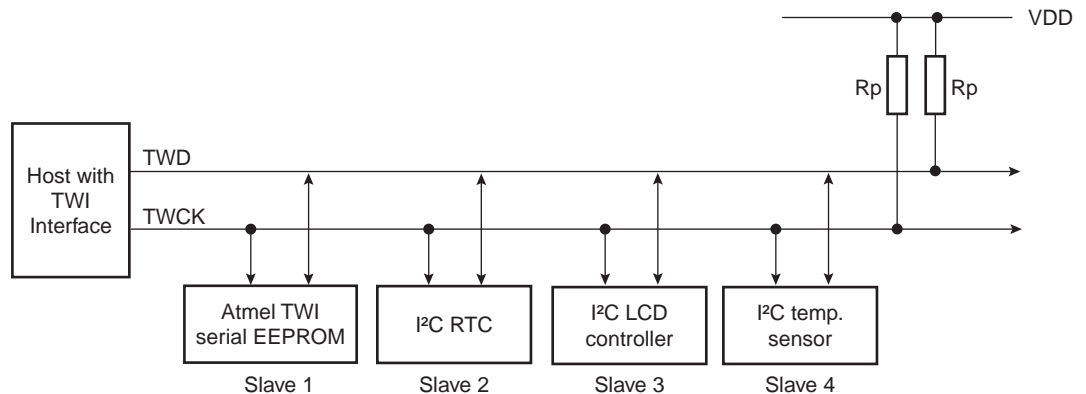 VDD
Rp
Rp
Host with
TWI
Interface
TWD
TWCK
Atmel TWI
serial EEPROM
I²C RTC
I²C LCD
controller
I²C temp.
sensor
Slave 1
Slave 2
Slave 3
Slave 4